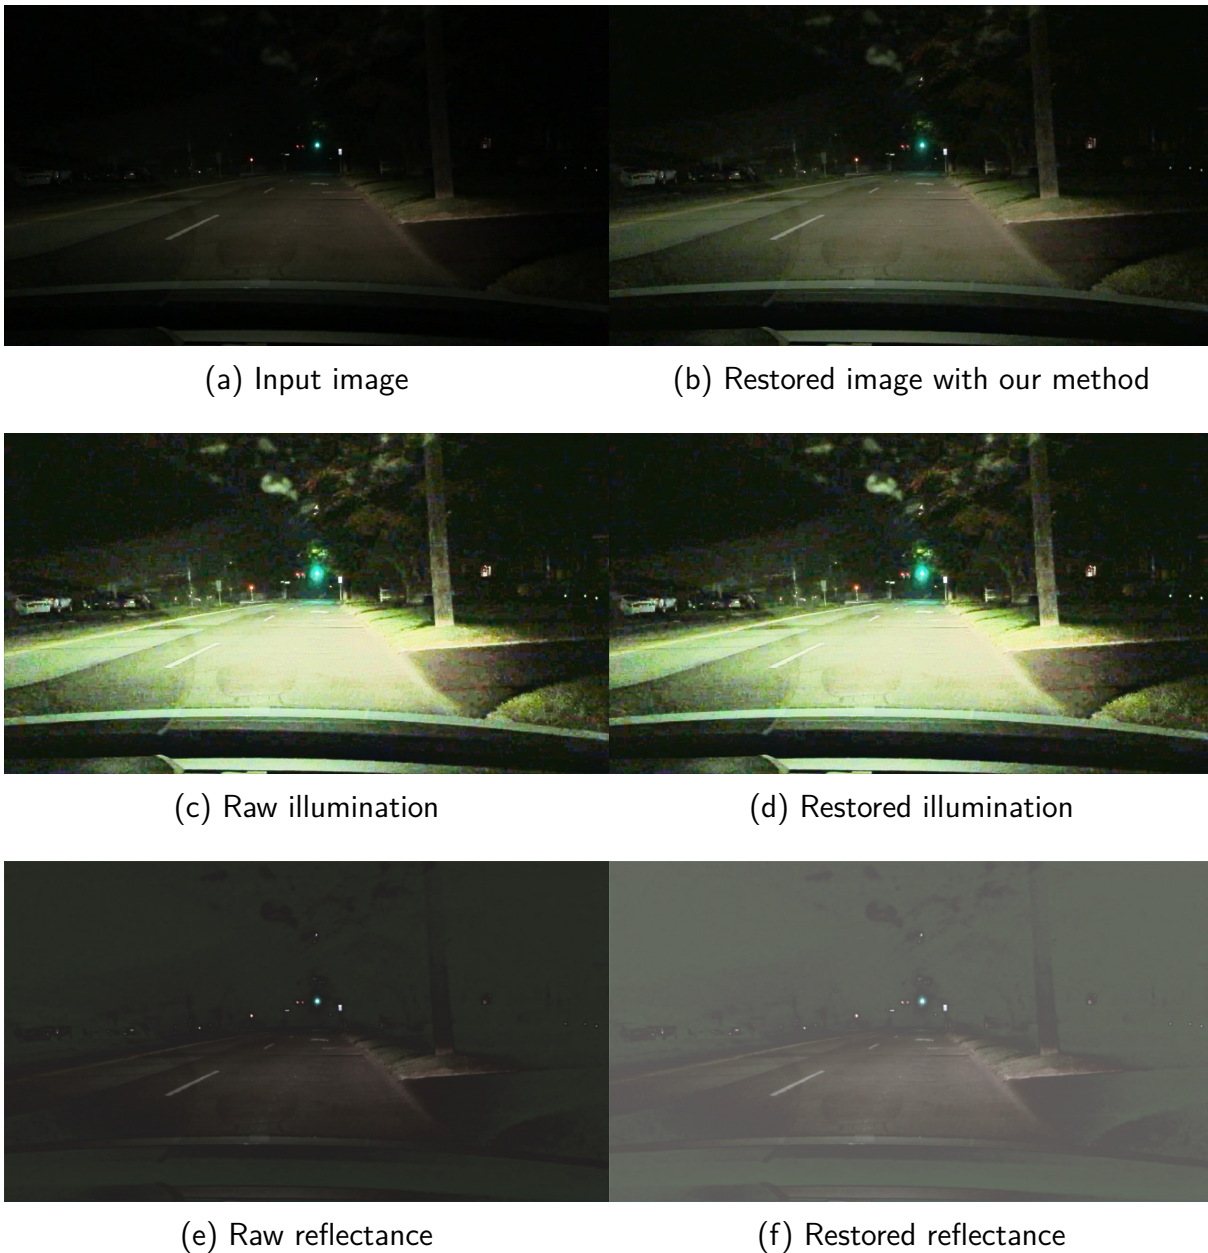 (a) Input image
(b) Restored image with our method
(c) Raw illumination
(d) Restored illumination
(e) Raw reflectance
(f) Restored reflectance